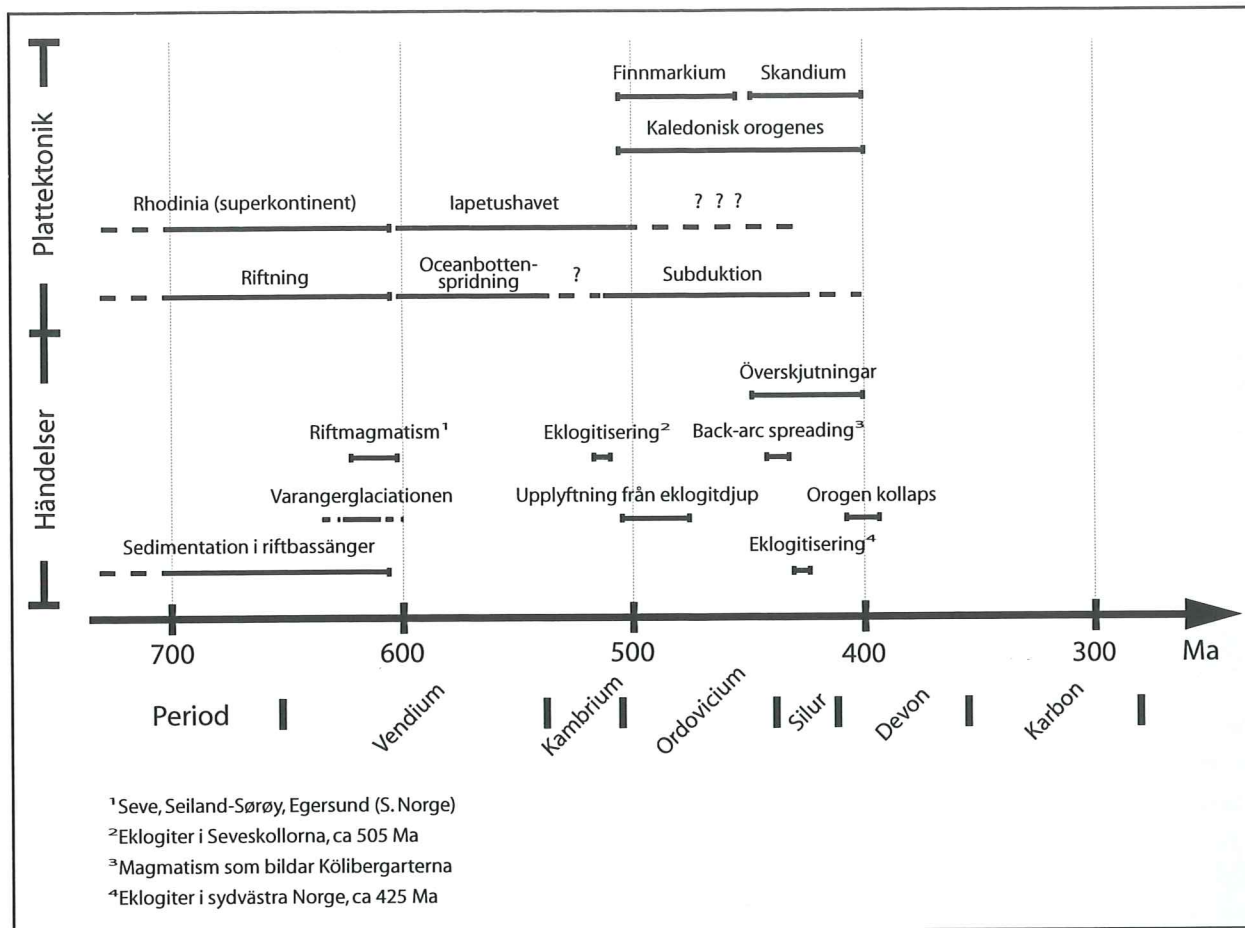 Plattektonik
Finnmarkium
Skandium
Kaledonisk orogenes
Rhodinia (superkontinent)
Iapetushavet
? ? ?
Riftning
Oceanbotten-
spridning
?
Subduktion
Händelser
Överskjutningar
Riftmagmatism¹
Eklogitisering²
Back-arc spreading³
Varangerglaciationen
Upplyftning från eklogitdjup
Orogen kollaps
Sedimentation i riftbassänger
Eklogitisering⁴
700
600
500
400
300
Ma
Period
Vendium
Kambrium
Ordovicium
Silur
Devon
Karbon
¹Seve, Seiland-Sørøy, Egersund (S. Norge)
²Eklogiter i Seveskollorna, ca 505 Ma
³Magmatism som bildar Kölibergarterna
⁴Eklogiter i sydvästra Norge, ca 425 Ma